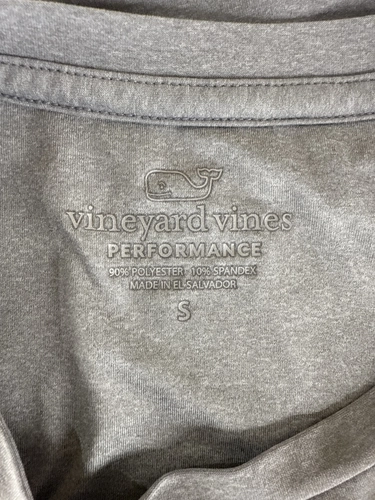 vineyard vines
PERFORMANCE
90% POLYESTER 10% SPANDEX
MADE IN EL SALVADOR
S